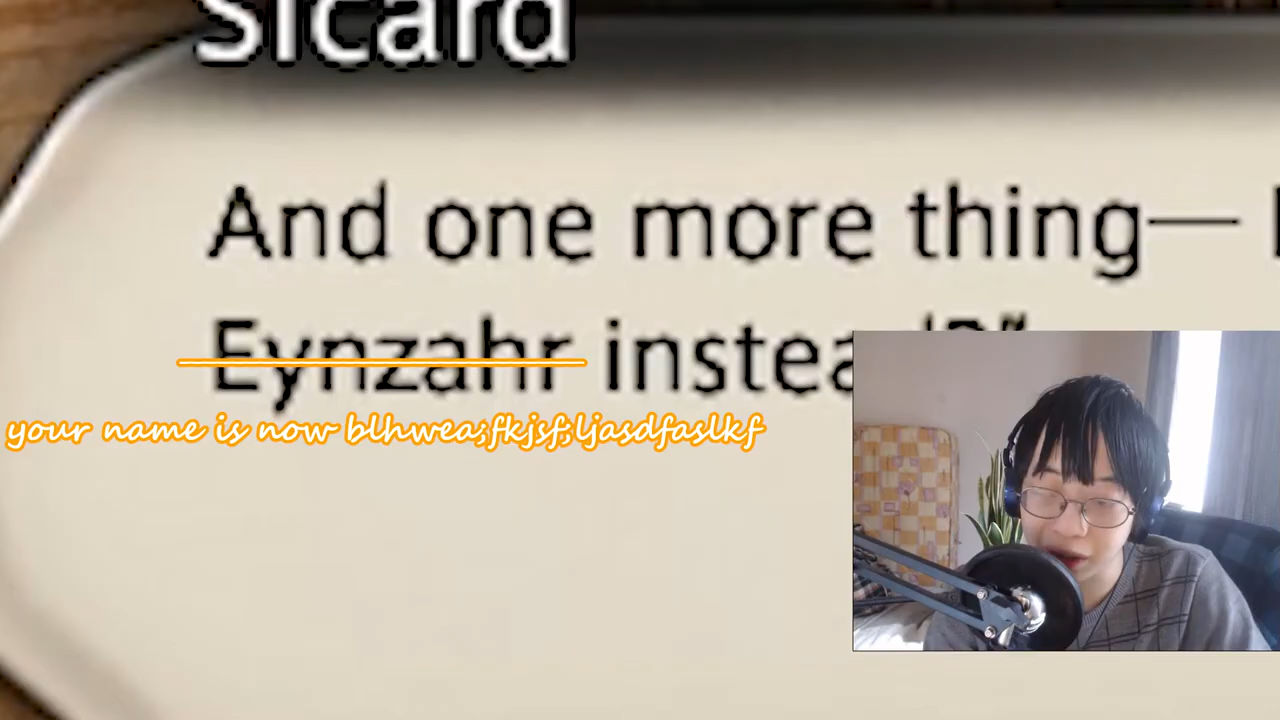 Sicard
And one more thing—
Eynzahr instea
your name is now blhwea;fkjsf;ljasdfaslkf